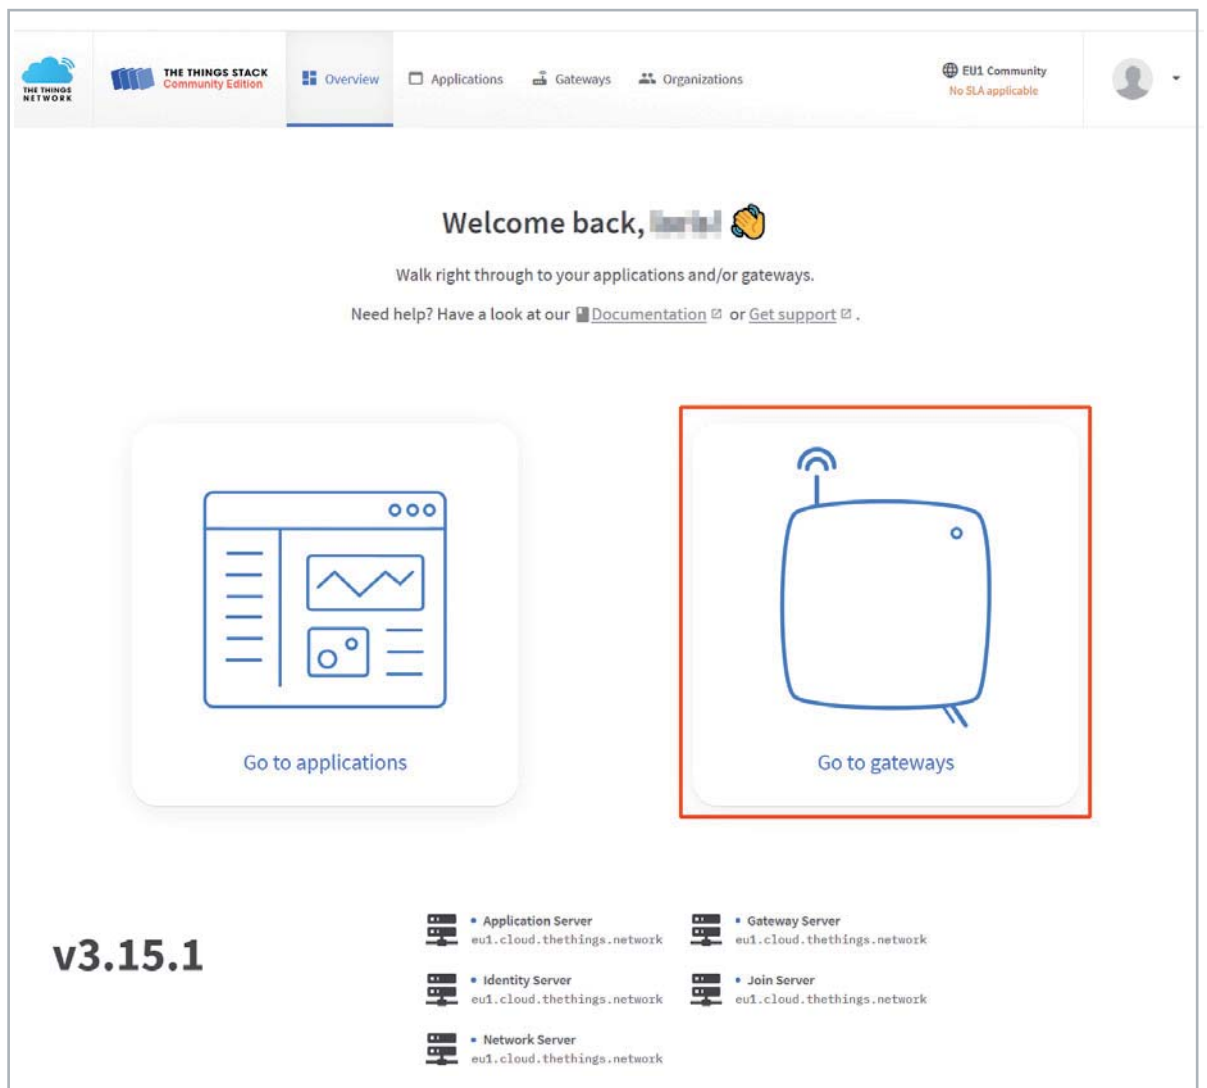 THE THINGS
NETWORK
THE THINGS STACK
Community Edition
Overview
Applications
Gateways
Organizations
EU1 Community
No SLA applicable
Welcome back,
Walk right through to your applications and/or gateways.
Need help? Have a look at our Documentation or Get support .
Go to applications
Go to gateways
v3.15.1
Application Server
eu1.cloud.thethings.network
Gateway Server
eu1.cloud.thethings.network
Identity Server
eu1.cloud.thethings.network
Join Server
eu1.cloud.thethings.network
Network Server
eu1.cloud.thethings.network